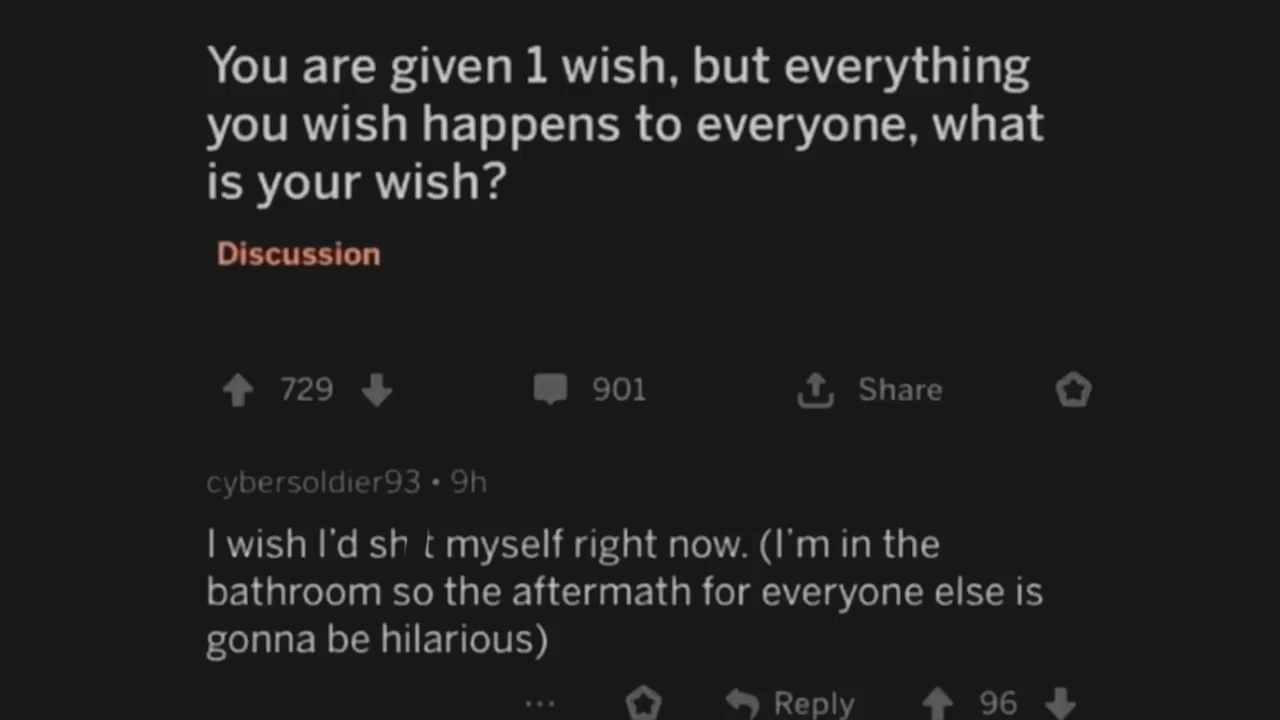 You are given 1 wish, but everything
you wish happens to everyone, what
is your wish?
Discussion
729
901
Share
cybersoldier93 • 9h
I wish I'd sh t myself right now. (I'm in the
bathroom so the aftermath for everyone else is
gonna be hilarious)
... Reply 96